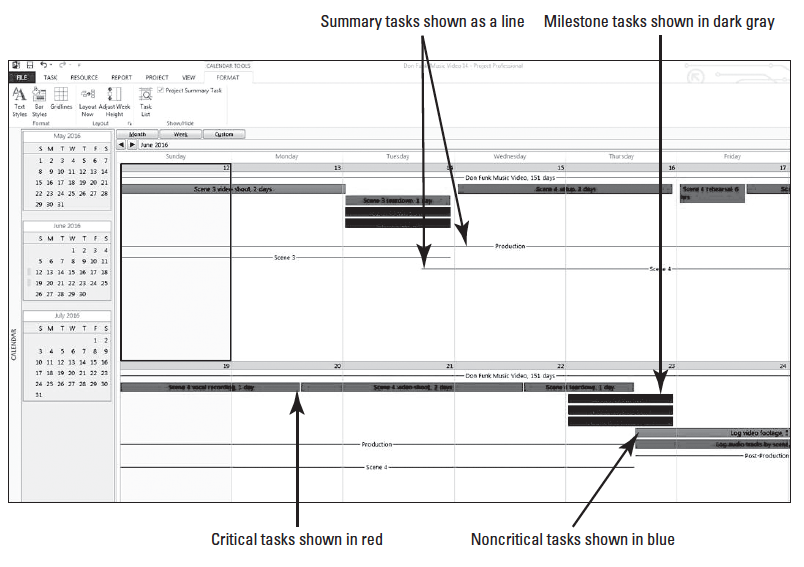 Summary tasks shown as a line
Milestone tasks shown in dark gray
CALENDAR TOOLS
Don Funk Music Video 14 - Project Professional
FILE TASK RESOURCE REPORT PROJECT VIEW FORMAT
Text Styles
Bar Styles
Gridlines
Layout Now
Adjust Week Height
Task List
Project Summary Task
Format
Layout
Show/Hide
May 2016
S M T W T F S
1 2 3 4 5 6 7
8 9 10 11 12 13 14
15 16 17 18 19 20 21
22 23 24 25 26 27 28
29 30 31
June 2016
S M T W T F S
1 2 3 4
5 6 7 8 9 10 11
12 13 14 15 16 17 18
19 20 21 22 23 24 25
26 27 28 29 30
July 2016
S M T W T F S
1 2
3 4 5 6 7 8 9
10 11 12 13 14 15 16
17 18 19 20 21 22 23
24 25 26 27 28 29 30
31
CALENDAR
Month Week Custom
June 2016
Sunday Monday Tuesday Wednesday Thursday Friday
12 13 14 15 16 17
Don Funk Music Video, 151 days
Scene 3 video shoot, 2 days
Scene 3 teardown, 1 day
Scene 4 setup, 3 days
Scene 4 rehearsal, 6 hrs
Production
Scene 3
Scene 4
19 20 21 22 23 24
Don Funk Music Video, 151 days
Scene 4 vocal recording, 1 day
Scene 4 video shoot, 2 days
Scene 4 teardown, 1 day
Log video footage,
Log audio tracks by scene,
Production
Post-Production
Scene 4
Critical tasks shown in red
Noncritical tasks shown in blue